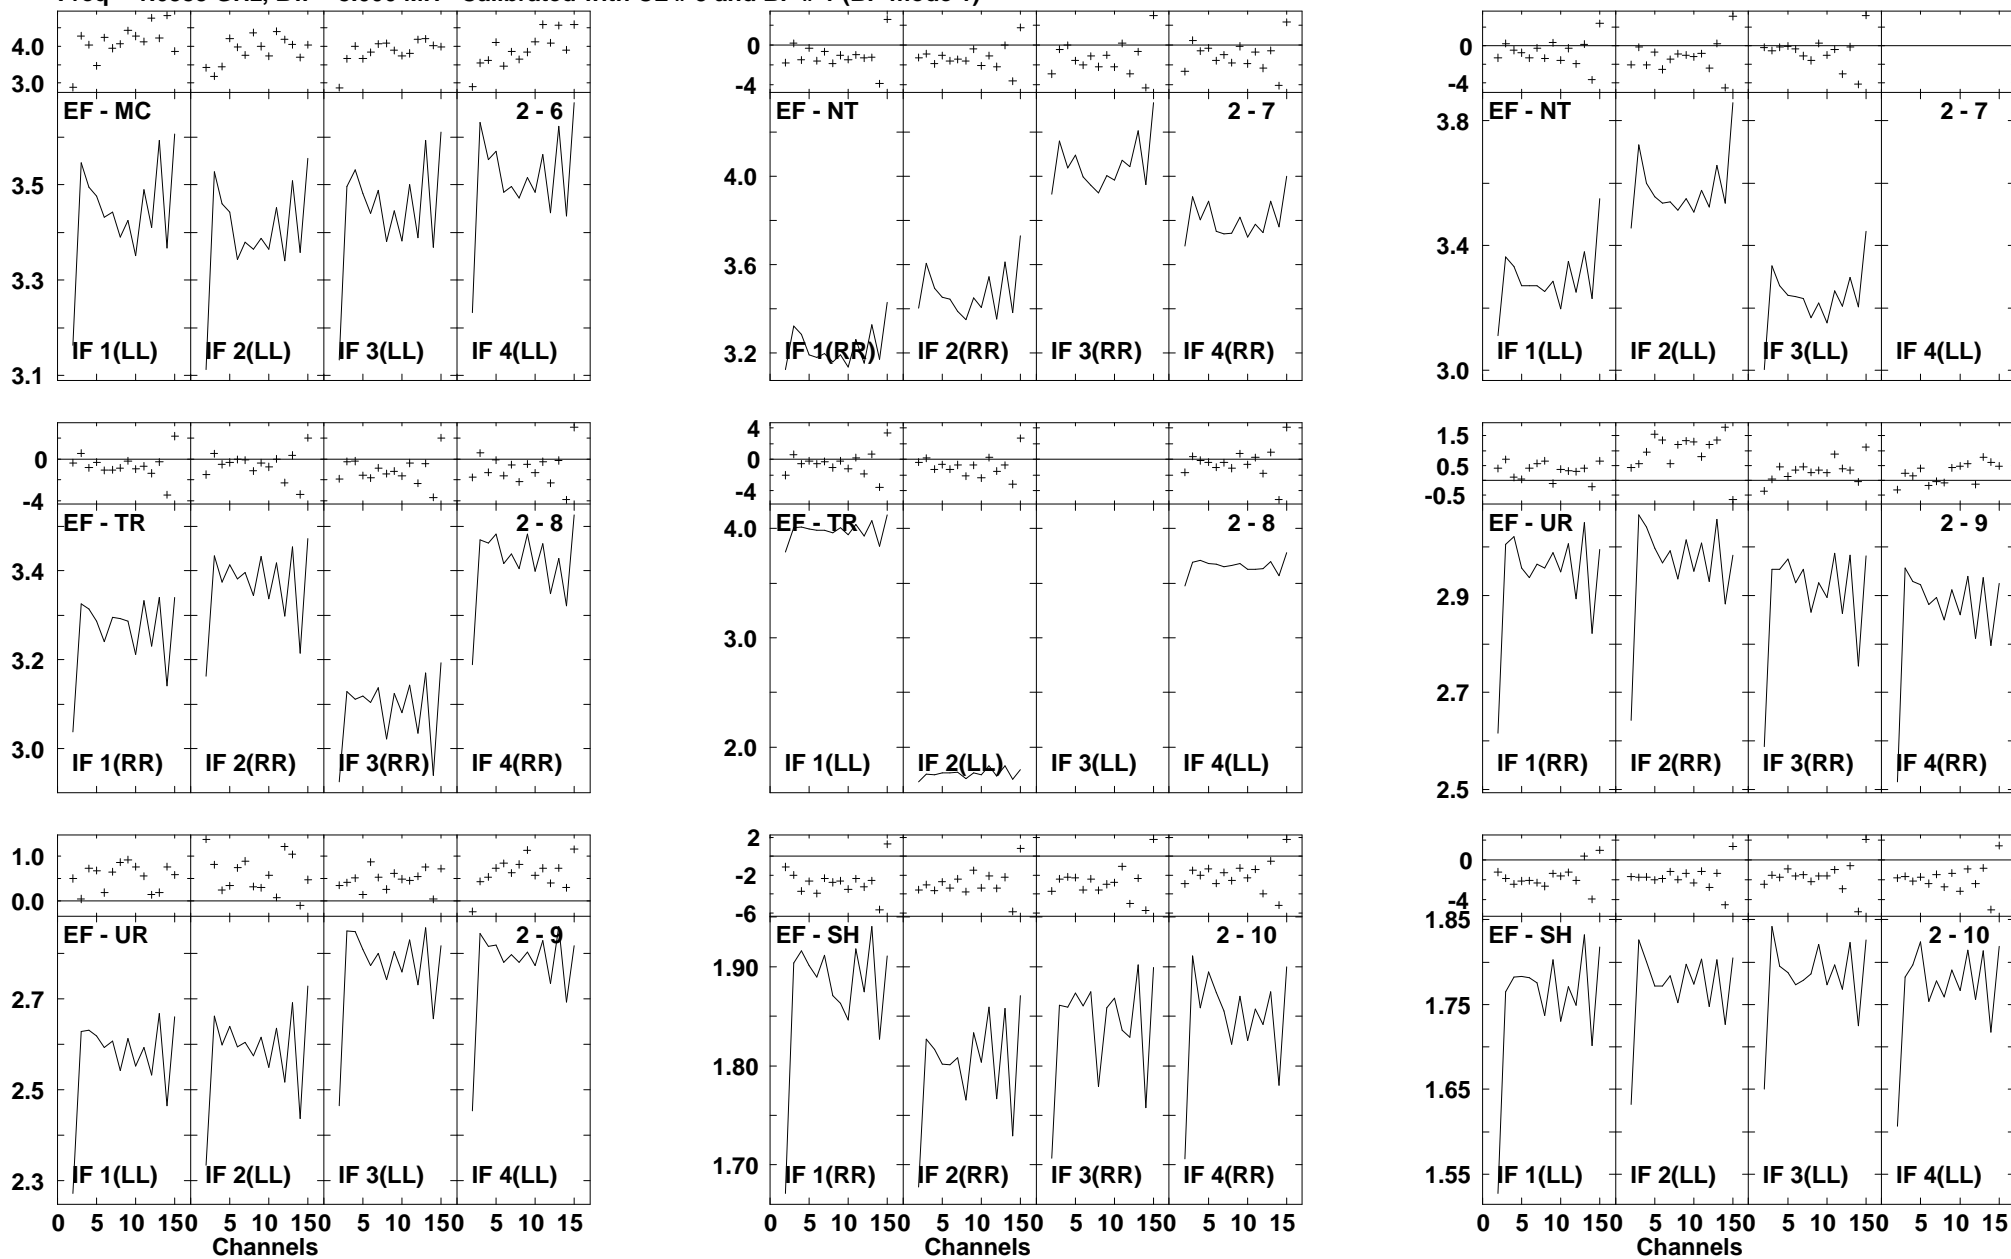 4.0
3.0
EF - MC
2 - 6
3.5
3.3
3.1
IF 1(LL)
IF 2(LL)
IF 3(LL)
IF 4(LL)
0
-4
EF - NT
2 - 7
4.0
3.6
3.2
IF 1(RR)
IF 2(RR)
IF 3(RR)
IF 4(RR)
0
-4
EF - NT
2 - 7
3.8
3.4
3.0
IF 1(LL)
IF 2(LL)
IF 3(LL)
IF 4(LL)
0
-4
EF - TR
2 - 8
3.4
3.2
3.0
IF 1(RR)
IF 2(RR)
IF 3(RR)
IF 4(RR)
4
0
-4
EF - TR
2 - 8
4.0
3.0
2.0
IF 1(LL)
IF 2(LL)
IF 3(LL)
IF 4(LL)
1.5
0.5
-0.5
EF - UR
2 - 9
2.9
2.7
2.5
IF 1(RR)
IF 2(RR)
IF 3(RR)
IF 4(RR)
1.0
0.0
EF - UR
2 - 9
2.7
2.5
2.3
IF 1(LL)
IF 2(LL)
IF 3(LL)
IF 4(LL)
0 5 10 150 5 10 150 5 10 150 5 10 15
Channels
2
-2
-6
EF - SH
2 - 10
1.90
1.80
1.70
IF 1(RR)
IF 2(RR)
IF 3(RR)
IF 4(RR)
0 5 10 150 5 10 150 5 10 150 5 10 15
Channels
0
-4
EF - SH
2 - 10
1.85
1.75
1.65
1.55
IF 1(LL)
IF 2(LL)
IF 3(LL)
IF 4(LL)
0 5 10 150 5 10 150 5 10 150 5 10 15
Channels